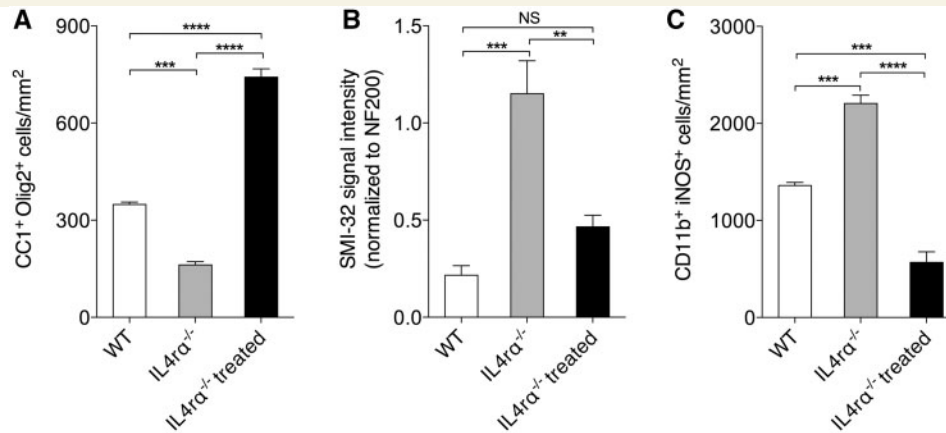 A
CC1⁺ Olig2⁺ cells/mm²
900
600
300
0
****
***
****
WT
IL4rα⁻/⁻
IL4rα⁻/⁻ treated
B
SMI-32 signal intensity
(normalized to NF200)
1.5
1.0
0.5
0.0
NS
***
**
WT
IL4rα⁻/⁻
IL4rα⁻/⁻ treated
C
CD11b⁺ iNOS⁺ cells/mm²
3000
2000
1000
0
***
***
****
WT
IL4rα⁻/⁻
IL4rα⁻/⁻ treated